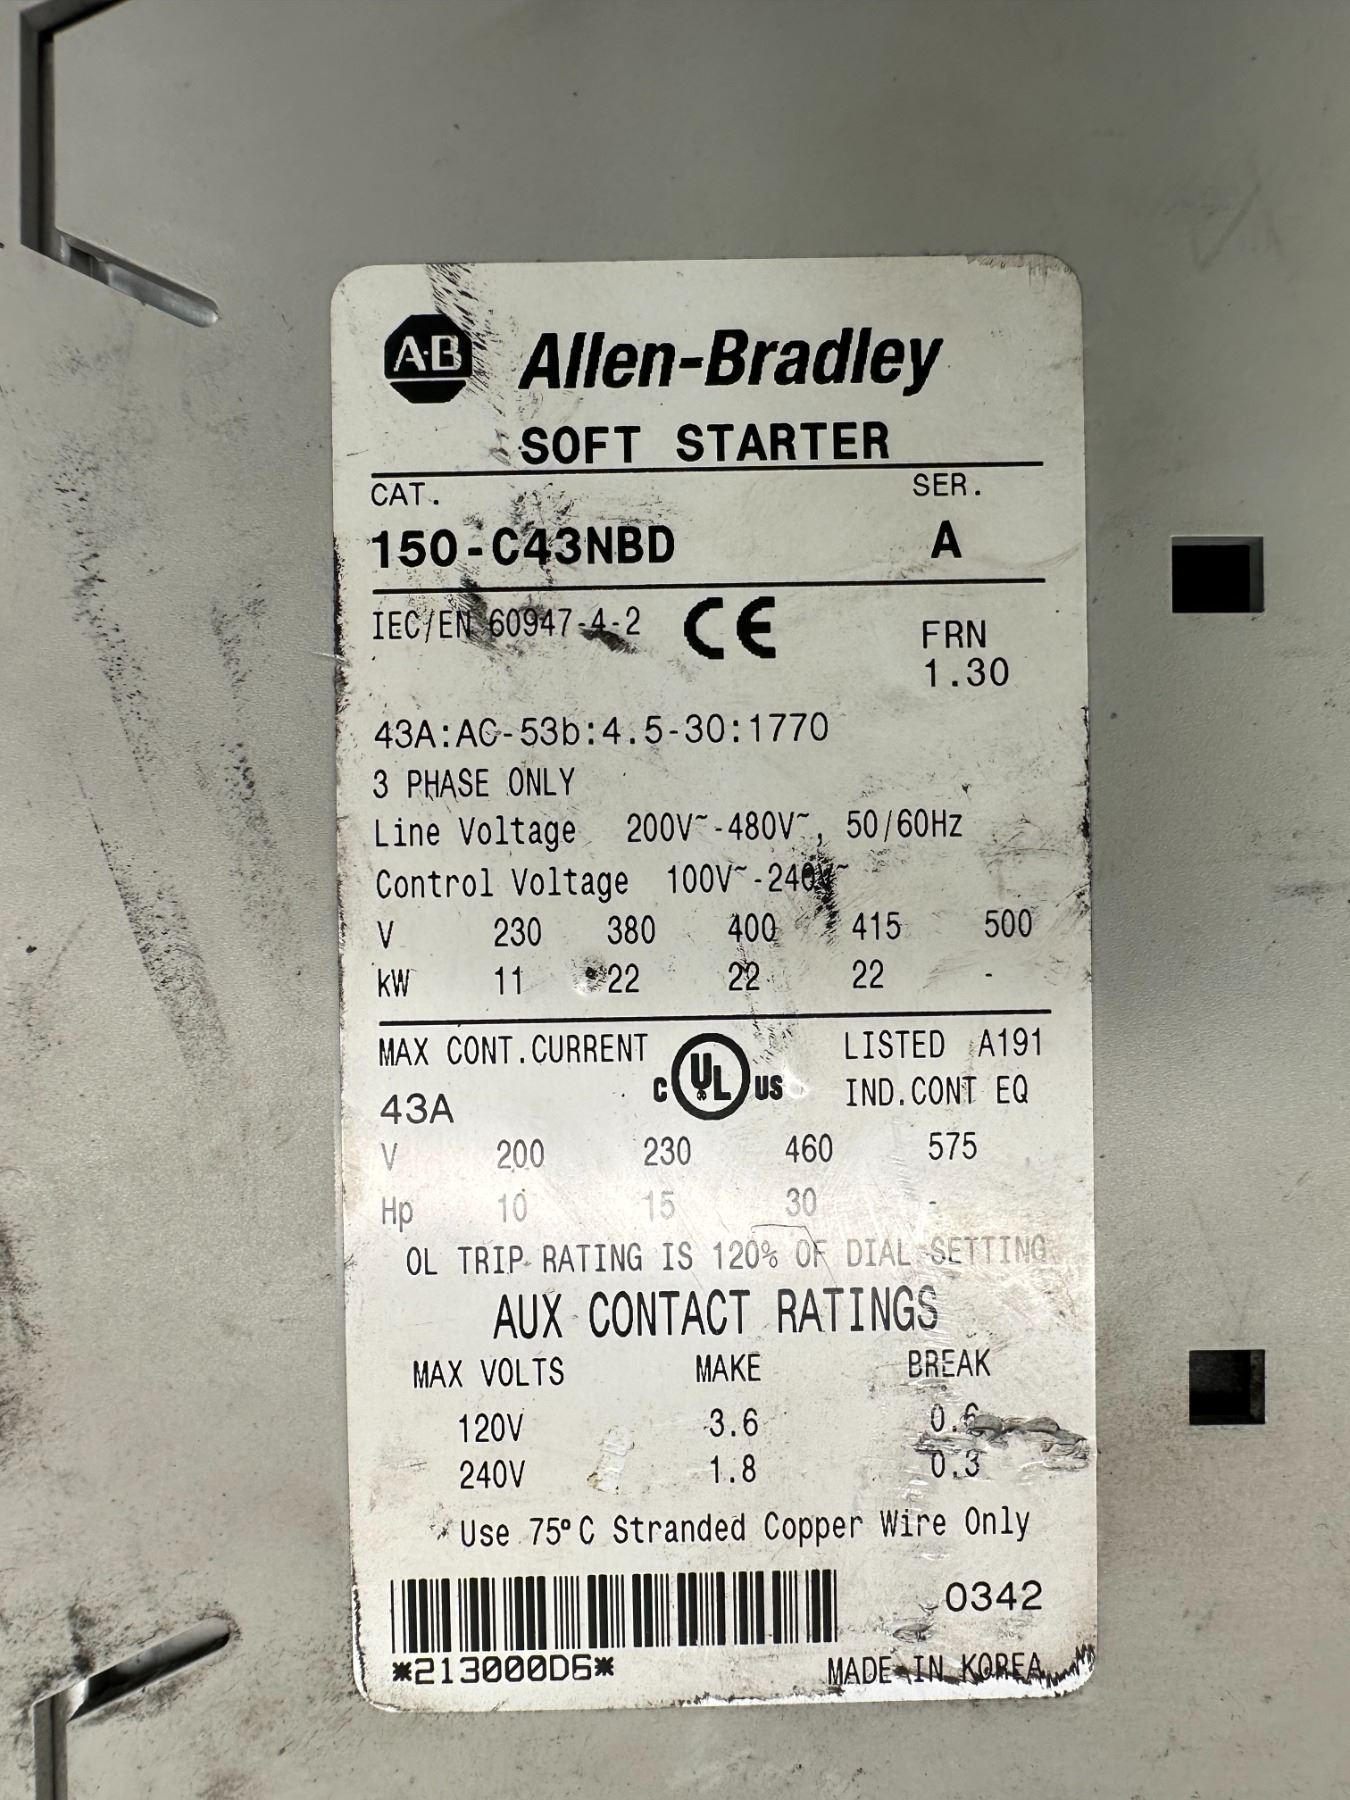 A-B Allen-Bradley
SOFT STARTER
CAT. SER.
150-C43NBD A
IEC/EN 60947-4-2 CE FRN
1.30
43A:AC-53b:4.5-30:1770
3 PHASE ONLY
Line Voltage 200V~-480V~, 50/60Hz
Control Voltage 100V~-240V~
V 230 380 400 415 500
kW 11 22 22 22 -
MAX CONT.CURRENT C UL US LISTED A191
43A IND.CONT EQ
V 200 230 460 575
Hp 10 15 30 -
OL TRIP RATING IS 120% OF DIAL SETTING
AUX CONTACT RATINGS
MAX VOLTS MAKE BREAK
120V 3.6 0.6
240V 1.8 0.3
Use 75°C Stranded Copper Wire Only
0342
*213000D6* MADE IN KOREA